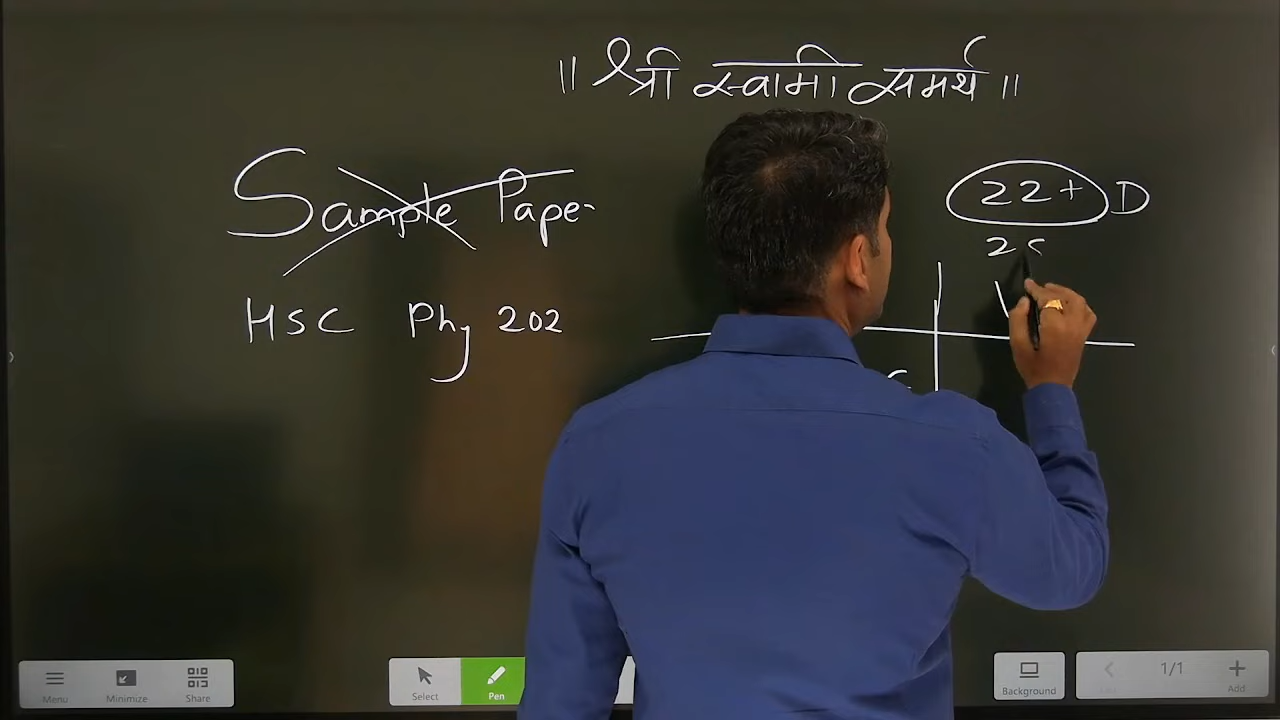 ॥ श्री स्वामी समर्थ ॥
Sample Paper
22+ D
HSC Phy 202
Menu
Minimize
Share
Select
Pen
Background
1/1
Add